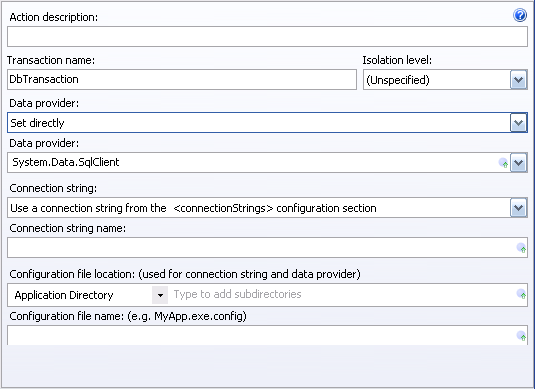 Action description:
Transaction name: Isolation level:
DbTransaction (Unspecified)
Data provider:
Set directly
Data provider:
System.Data.SqlClient
Connection string:
Use a connection string from the <connectionStrings> configuration section
Connection string name:
Configuration file location: (used for connection string and data provider)
Application Directory Type to add subdirectories
Configuration file name: (e.g. MyApp.exe.config)